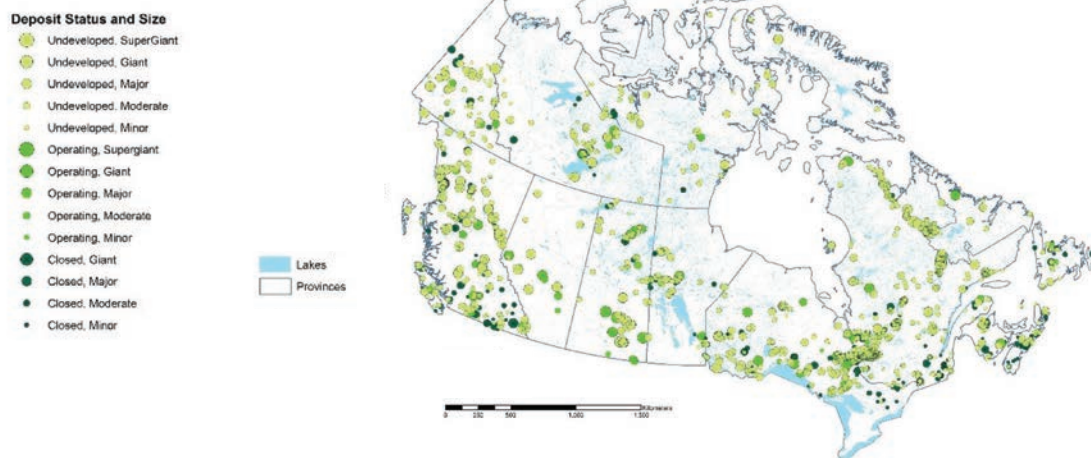 Deposit Status and Size
Undeveloped, SuperGiant
Undeveloped, Giant
Undeveloped, Major
Undeveloped, Moderate
Undeveloped, Minor
Operating, Supergiant
Operating, Giant
Operating, Major
Operating, Moderate
Operating, Minor
Closed, Giant
Closed, Major
Closed, Moderate
Closed, Minor
Lakes
Provinces
0 250 500 1,000 1,500
Kilometers